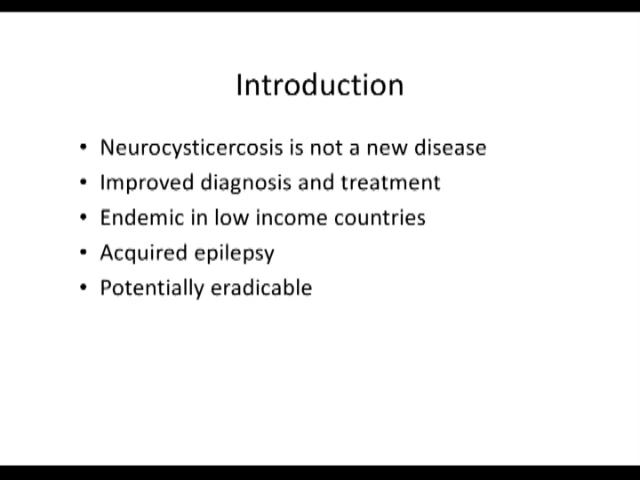 Introduction
• Neurocysticercosis is not a new disease
• Improved diagnosis and treatment
• Endemic in low income countries
• Acquired epilepsy
• Potentially eradicable